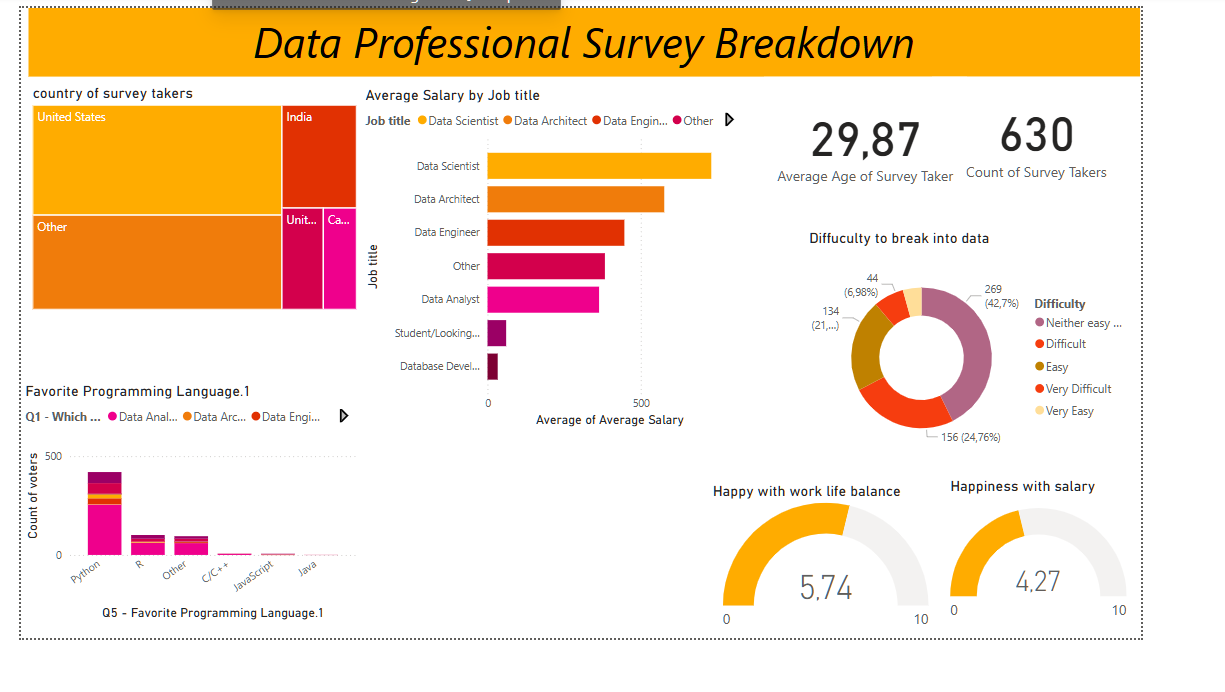 Data Professional Survey Breakdown
country of survey takers
United States
India
Other
Unit...
Ca...
Average Salary by Job title
Job title Data Scientist Data Architect Data Engin... Other
Job title
Data Scientist
Data Architect
Data Engineer
Other
Data Analyst
Student/Looking...
Database Devel...
0 500
Average of Average Salary
29,87
Average Age of Survey Taker
630
Count of Survey Takers
Diffuculty to break into data
44
(6,98%)
269
(42,7%)
134
(21,...)
156 (24,76%)
Difficulty
Neither easy ...
Difficult
Easy
Very Difficult
Very Easy
Favorite Programming Language.1
Q1 - Which ... Data Anal... Data Arc... Data Engi...
Count of voters
500
0
Python
R
Other
C/C++
JavaScript
Java
Q5 - Favorite Programming Language.1
Happy with work life balance
5,74
0 10
Happiness with salary
4,27
0 10